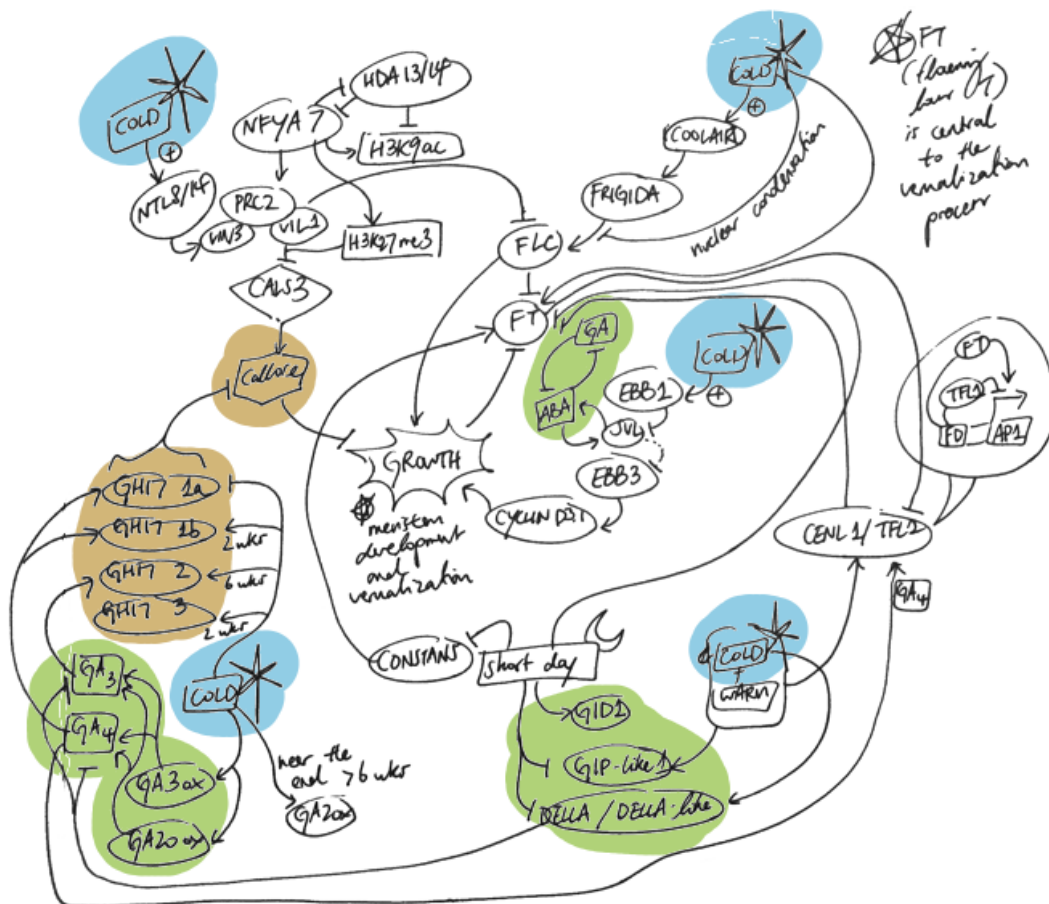 COLD
+
NTL8/14
NFYA7
HDA13/14
H3K9ac
PRC2
VIN3
VIL1
H3K27me3
CALS3
Callose
COLD
+
COOLAIR
FRIGIDA
nuclear condensation
FLC
FT
FT
(flowering
locus T)
is central
to the
vernalization
process
GA
ABA
COLD
+
EBB1
SVL
EBB3
CYCLIN D3.1
GROWTH
meristem
development
and
vernalization
FT
TFL1
FD
AP1
CENL1/TFL1
GA4
GH17 1a
GH17 1b
2 wks
GH17 2
6 wks
GH17 3
2 wks
GA3
GA4
GA3ox
GA20ox
COLD
near the
end >6 wks
GA2ox
CONSTANS
short day
COLD
+
WARM
GID1
GIP-like1
DELLA/DELLA-like